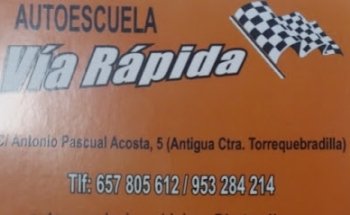 AUTOESCUELA
Vía Rápida
C/ Antonio Pascual Acosta, 5 (Antigua Ctra. Torrequebradilla)
Tlf: 657 805 612 / 953 284 214